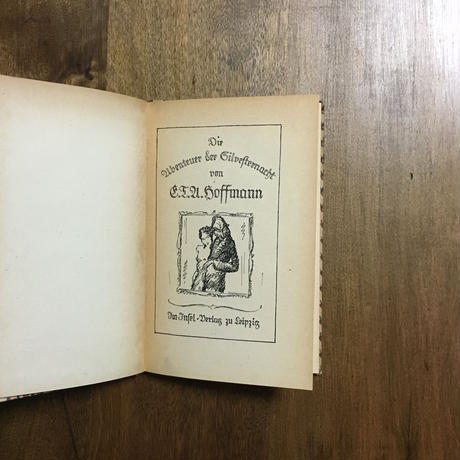 Die
Abenteuer der Silvesternacht
von
E.T.A. Hoffmann
Im Insel-Verlag zu Leipzig